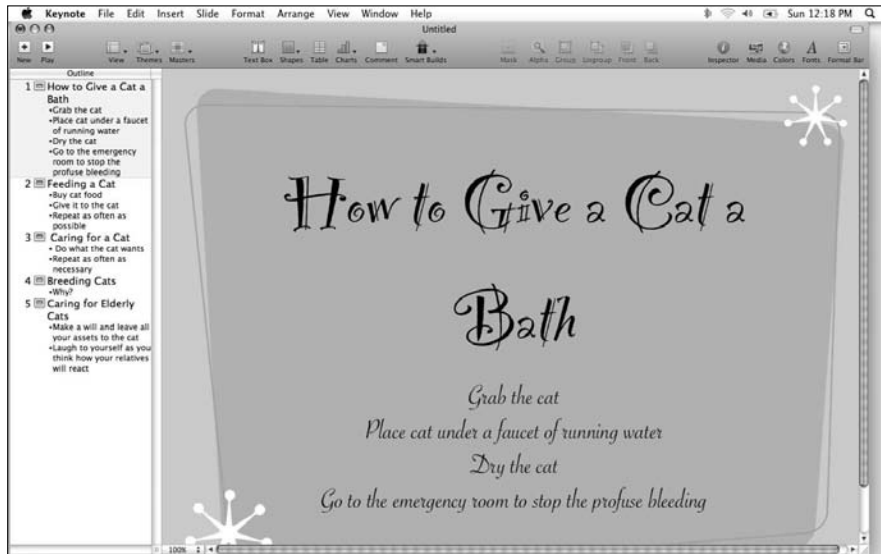 Keynote File Edit Insert Slide Format Arrange View Window Help Sun 12:18 PM
Untitled
New Play View Themes Masters Text Box Shapes Table Charts Comment Smart Builds Mask Alpha Group Ungroup Front Back Inspector Media Colors Fonts Format Bar
Outline
1 How to Give a Cat a
Bath
•Grab the cat
•Place cat under a faucet
of running water
•Dry the cat
•Go to the emergency
room to stop the
profuse bleeding
2 Feeding a Cat
•Buy cat food
•Give it to the cat
•Repeat as often as
possible
3 Caring for a Cat
• Do what the cat wants
•Repeat as often as
necessary
4 Breeding Cats
•Why?
5 Caring for Elderly
Cats
•Make a will and leave all
your assets to the cat
•Laugh to yourself as you
think how your relatives
will react
How to Give a Cat a
Bath
Grab the cat
Place cat under a faucet of running water
Dry the cat
Go to the emergency room to stop the profuse bleeding
100%